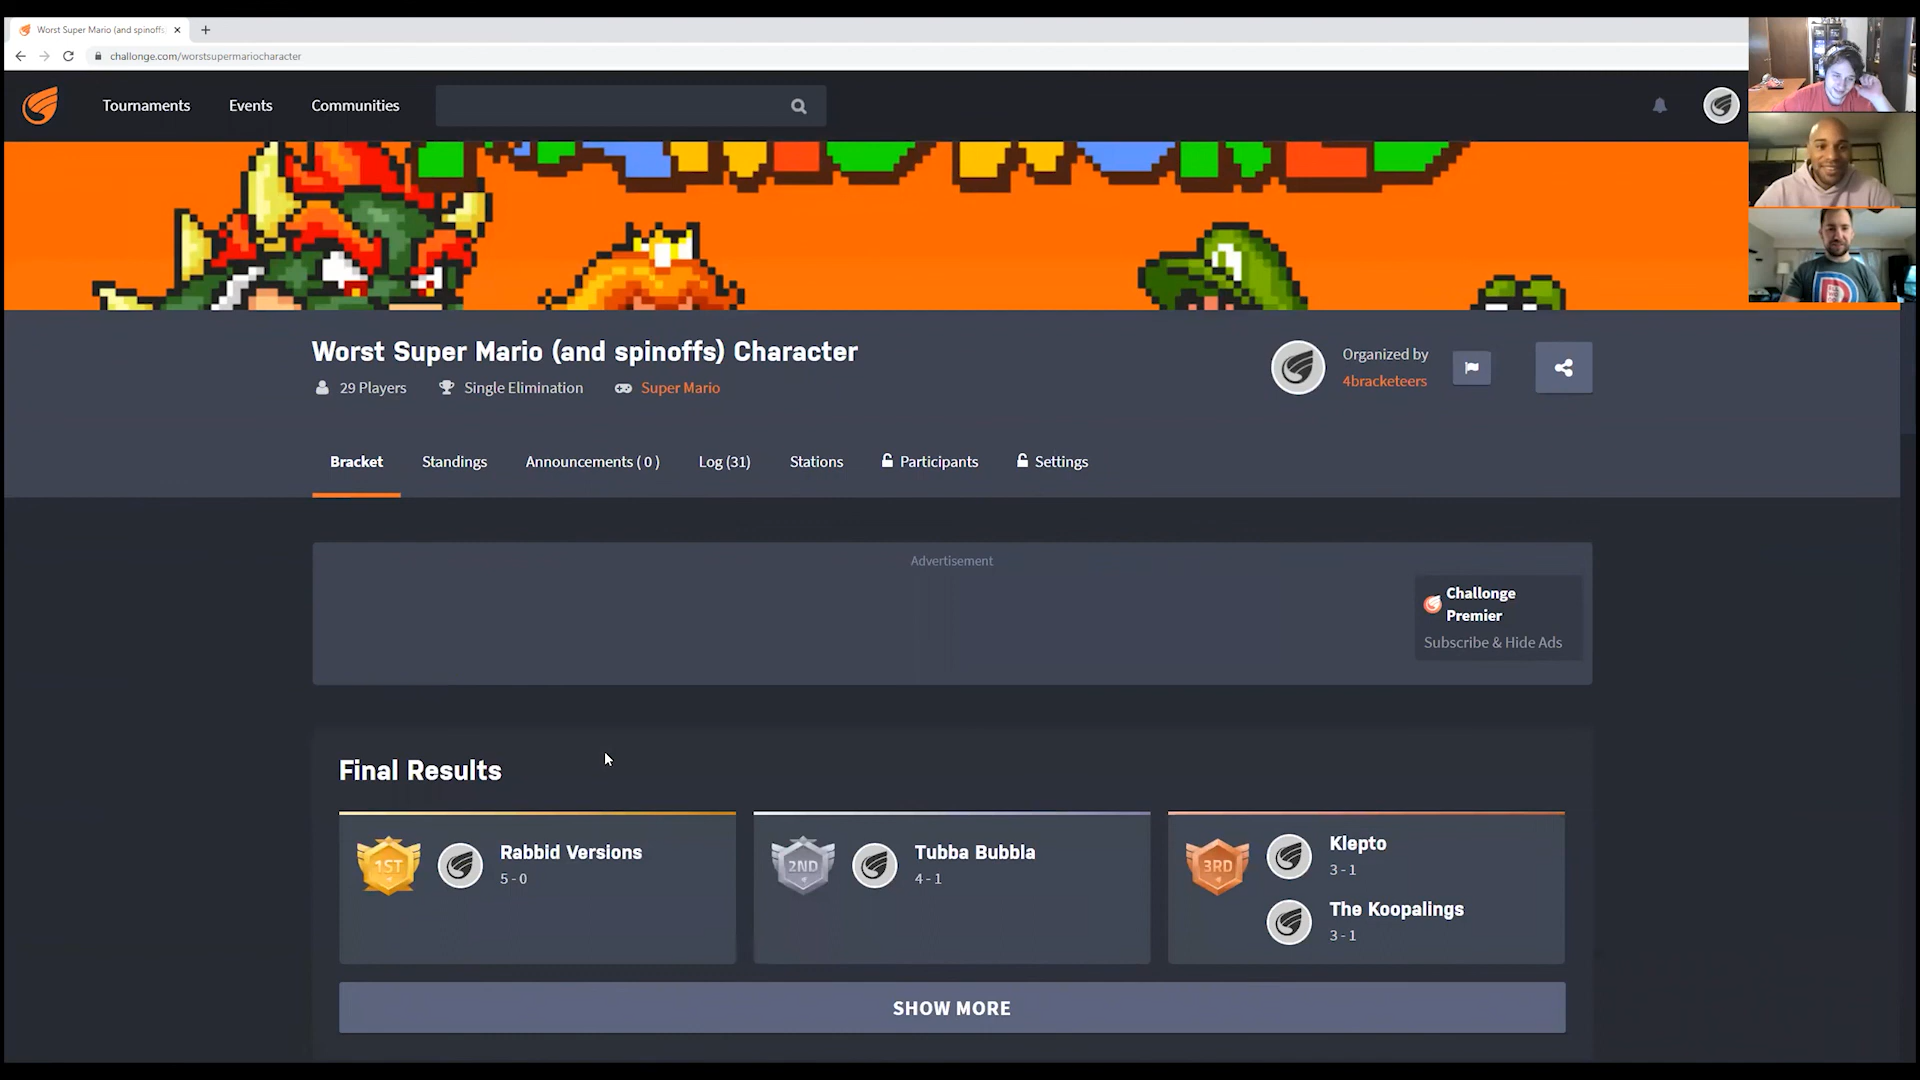 Worst Super Mario (and spinoffs
challonge.com/worstsupermariocharacter
Tournaments
Events
Communities
Worst Super Mario (and spinoffs) Character
29 Players
Single Elimination
Super Mario
Organized by
4bracketeers
Bracket
Standings
Announcements ( 0 )
Log (31)
Stations
Participants
Settings
Advertisement
Challonge
Premier
Subscribe & Hide Ads
Final Results
1ST
Rabbid Versions
5 - 0
2ND
Tubba Bubbla
4 - 1
3RD
Klepto
3 - 1
The Koopalings
3 - 1
SHOW MORE